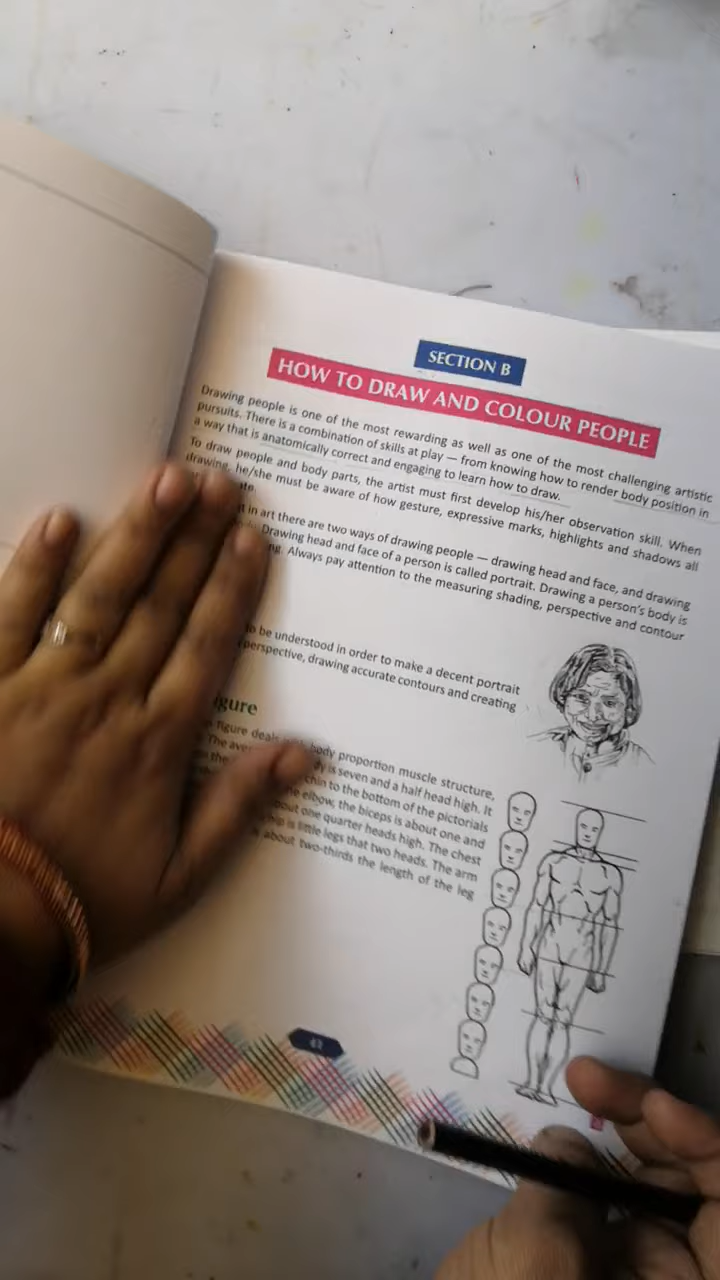 SECTION B
HOW TO DRAW AND COLOUR PEOPLE
Drawing people is one of the most rewarding as well as one of the most challenging artistic
pursuits. There is a combination of skills at play — from knowing how to render body position in
a way that is anatomically correct and engaging to learn how to draw.
To draw people and body parts, the artist must first develop his/her observation skill. When
drawing, he/she must be aware of how gesture, expressive marks, highlights and shadows all
in art there are two ways of drawing people — drawing head and face, and drawing
Drawing head and face of a person is called portrait. Drawing a person's body is
Always pay attention to the measuring shading, perspective and contour
be understood in order to make a decent portrait
perspective, drawing accurate contours and creating
figure deals body proportion muscle structure,
The is seven and a half head high. It
chin to the bottom of the pictorials
elbow, the biceps is about one and
one quarter heads high. The chest
is little legs that two heads. The arm
about two-thirds the length of the leg
43